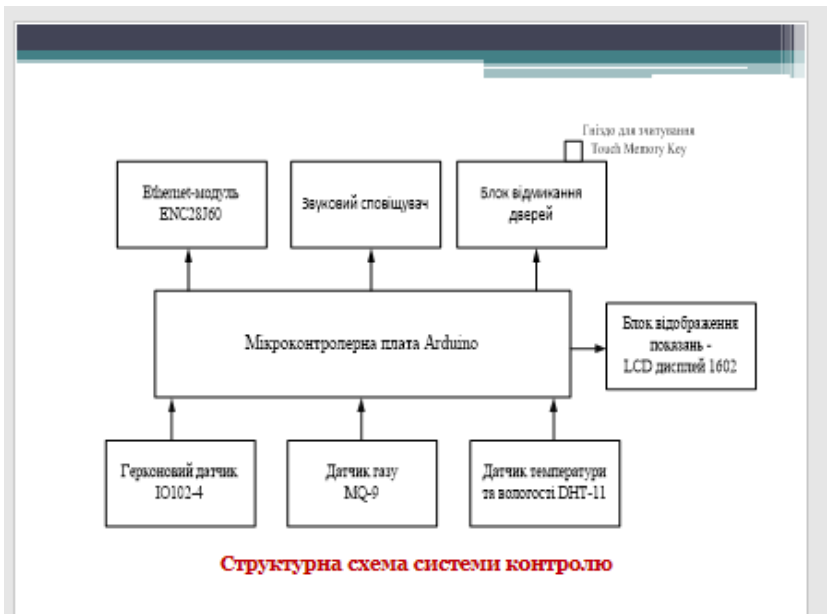 Гніздо для зчитування
Touch Memory Key
Ethernet-модуль
ENC28J60
Звуковий сповіщувач
Блок відмикання
дверей
Мікроконтролерна плата Arduino
Блок відображення
показань -
LCD дисплей 1602
Герконовий датчик
ІО102-4
Датчик газу
MQ-9
Датчик температури
та вологості DHT-11
Структурна схема системи контролю